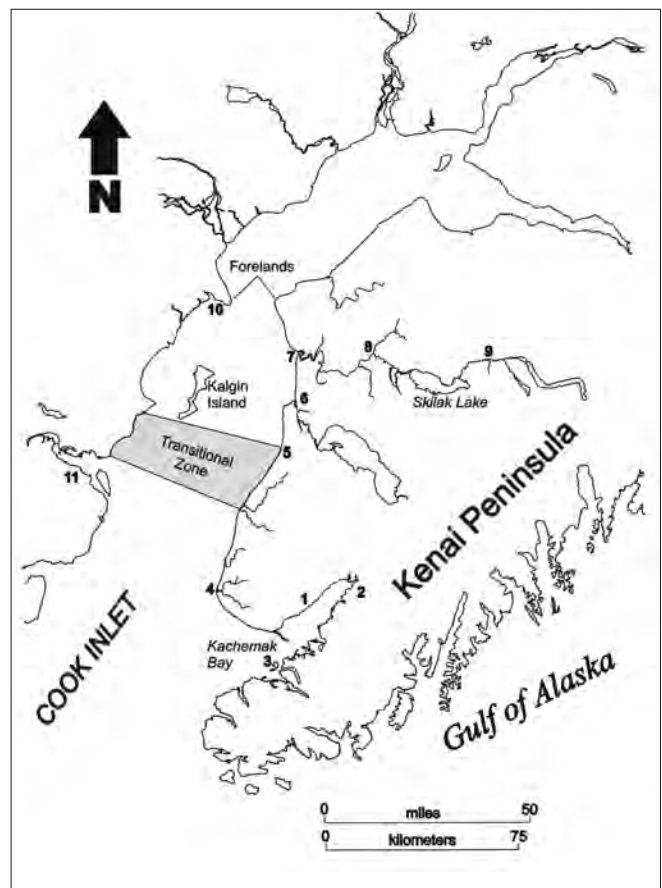 N
Forelands
10
7
8
9
Kalgin
Island
6
Skilak Lake
Transitional
Zone
5
11
Kenai Peninsula
4
1
2
Kachemak
Bay
3
COOK INLET
Gulf of Alaska
0
50
miles
0
kilometers
75